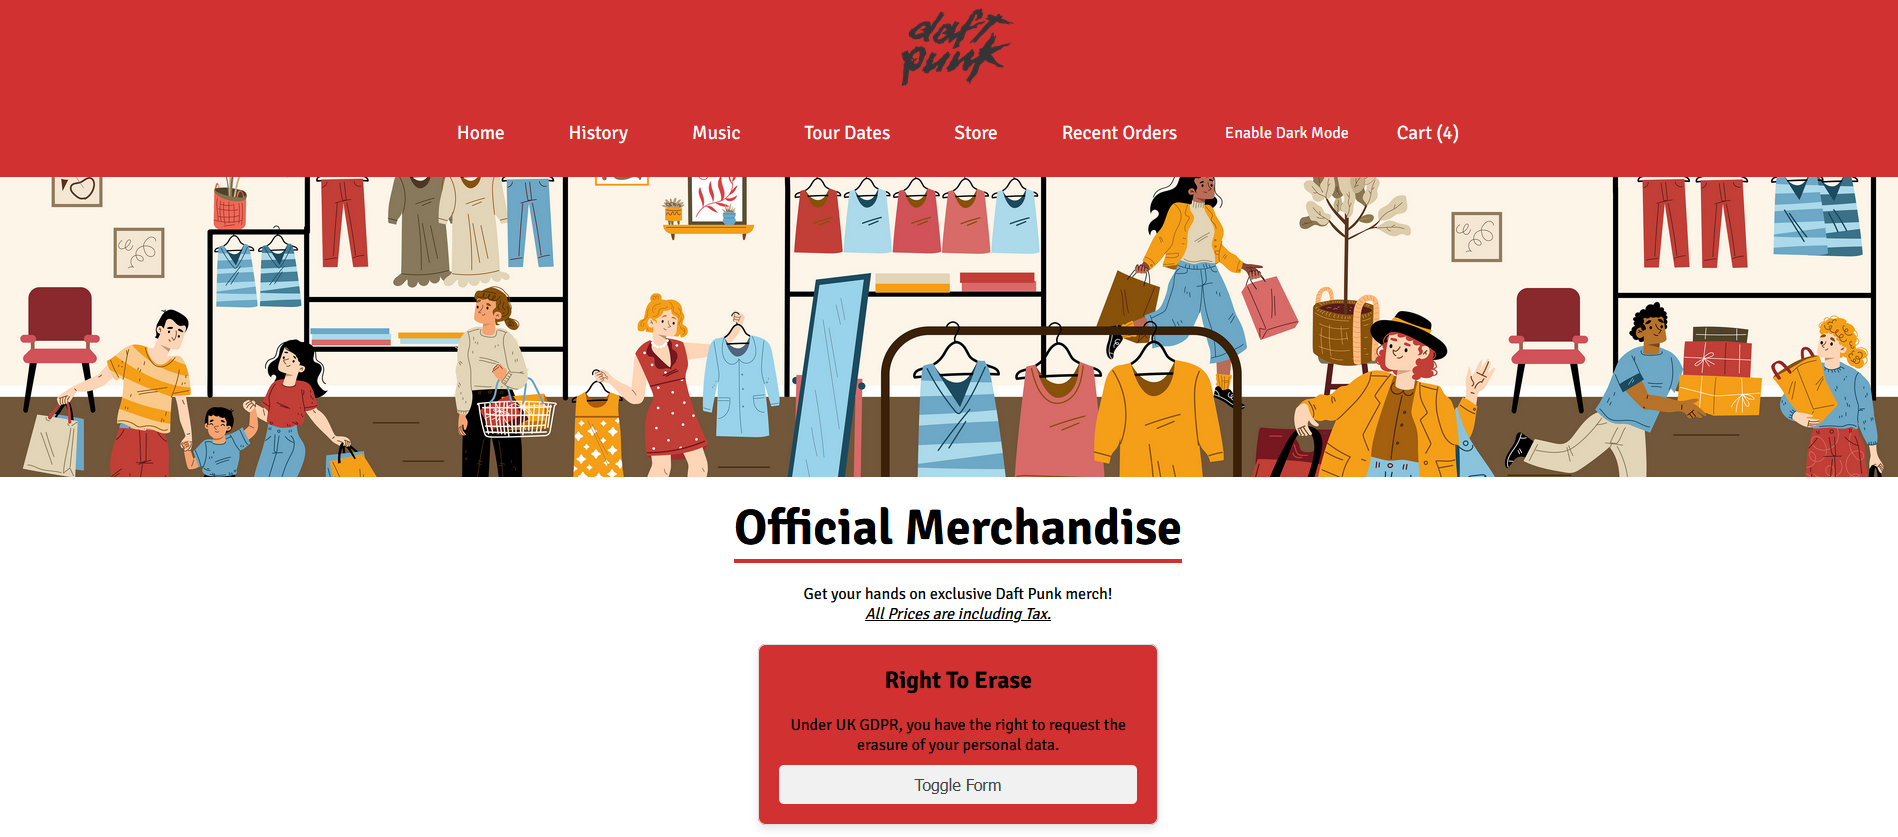 daft
punk
Home History Music Tour Dates Store Recent Orders Enable Dark Mode Cart (4)
Official Merchandise
Get your hands on exclusive Daft Punk merch!
All Prices are including Tax.
Right To Erase
Under UK GDPR, you have the right to request the
erasure of your personal data.
Toggle Form